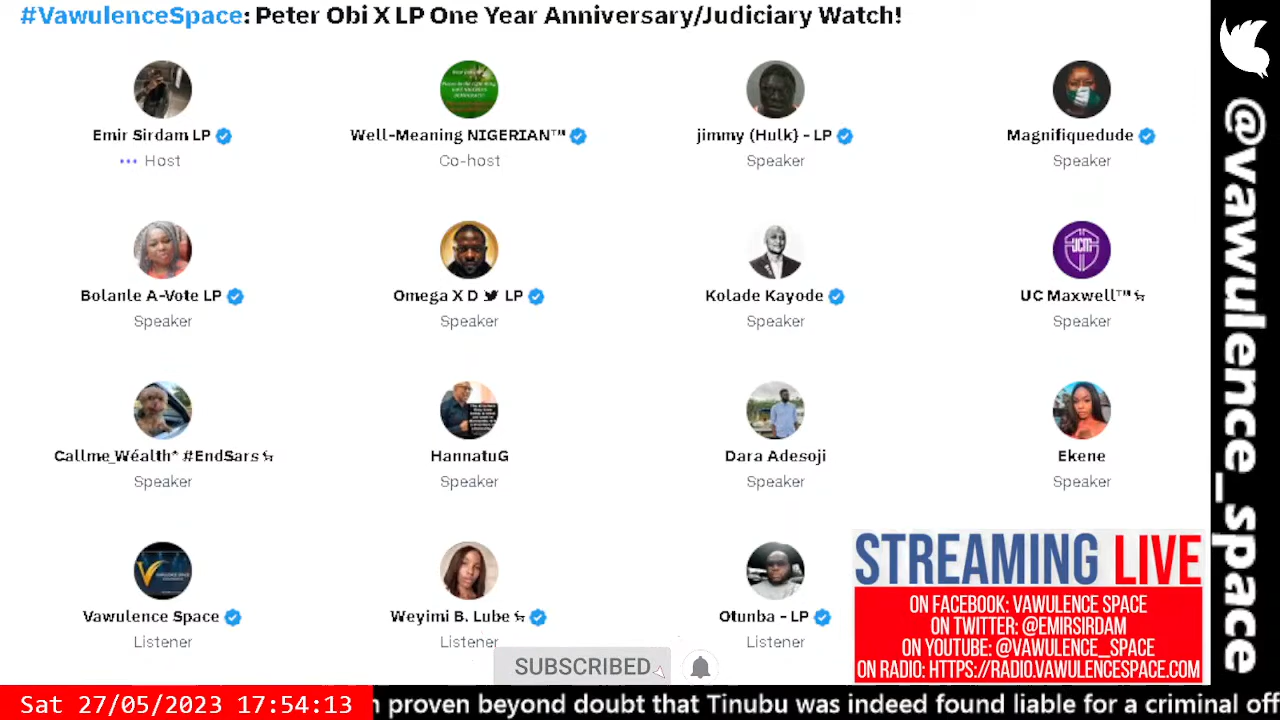 #VawulenceSpace: Peter Obi X LP One Year Anniversary/Judiciary Watch!
Emir Sirdam LP
Host
Well-Meaning NIGERIAN™
Co-host
jimmy (Hulk} - LP
Speaker
Magnifiquedude
Speaker
Bolanle A-Vote LP
Speaker
Omega X D LP
Speaker
Kolade Kayode
Speaker
UCM
UC Maxwell™
Speaker
Callme_Wéalth* #EndSars
Speaker
HannatuG
Speaker
Dara Adesoji
Speaker
Ekene
Speaker
Vawulence Space
Listener
Weyimi B. Lube
Listener
Otunba - LP
Listener
STREAMING LIVE
ON FACEBOOK: VAWULENCE SPACE
ON TWITTER: @EMIRSIRDAM
ON YOUTUBE: @VAWULENCE_SPACE
ON RADIO: HTTPS://RADIO.VAWULENCESPACE.COM
SUBSCRIBED
@vawulence_space
Sat 27/05/2023 17:54:13
n proven beyond doubt that Tinubu was indeed found liable for a criminal off